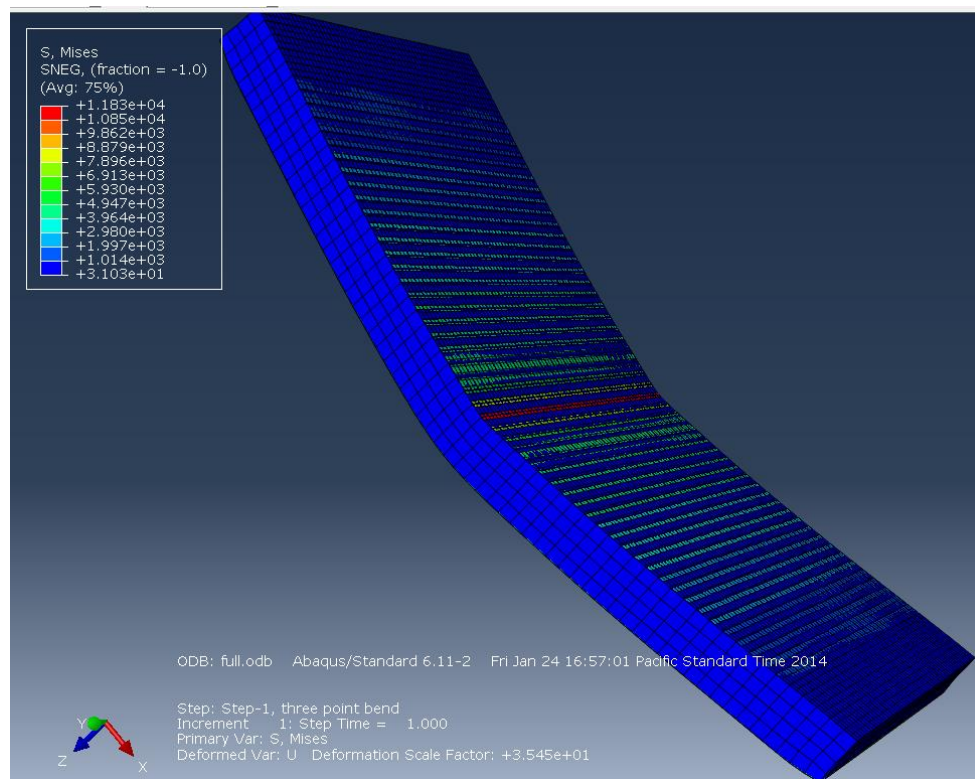 S, Mises
SNEG, (fraction = -1.0)
(Avg: 75%)
+1.183e+04
+1.085e+04
+9.862e+03
+8.879e+03
+7.896e+03
+6.913e+03
+5.930e+03
+4.947e+03
+3.964e+03
+2.980e+03
+1.997e+03
+1.014e+03
+3.103e+01
ODB: full.odb Abaqus/Standard 6.11-2 Fri Jan 24 16:57:01 Pacific Standard Time 2014
Step: Step-1, three point bend
Increment 1: Step Time = 1.000
Primary Var: S, Mises
Deformed Var: U Deformation Scale Factor: +3.545e+01
Y
Z
X